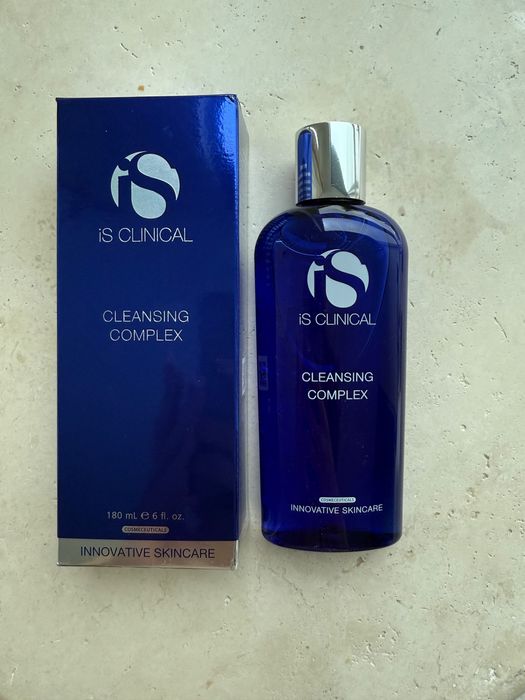 iS
iS CLINICAL
CLEANSING
COMPLEX
180 mL ℮ 6 fl. oz.
COSMECEUTICALS
INNOVATIVE SKINCARE
iS
iS CLINICAL
CLEANSING
COMPLEX
COSMECEUTICALS
INNOVATIVE SKINCARE